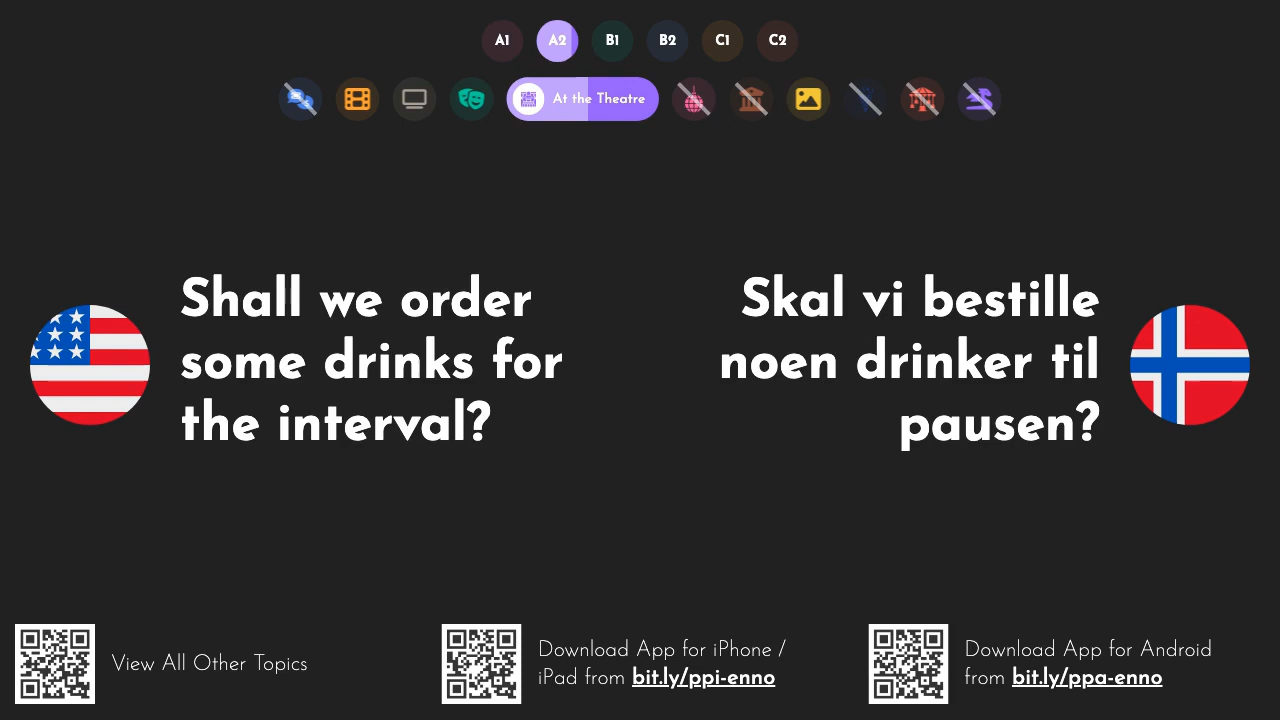 A1 A2 B1 B2 C1 C2
At the Theatre
Shall we order
some drinks for
the interval?
Skal vi bestille
noen drinker til
pausen?
View All Other Topics
Download App for iPhone /
iPad from bit.ly/ppi-enno
Download App for Android
from bit.ly/ppa-enno